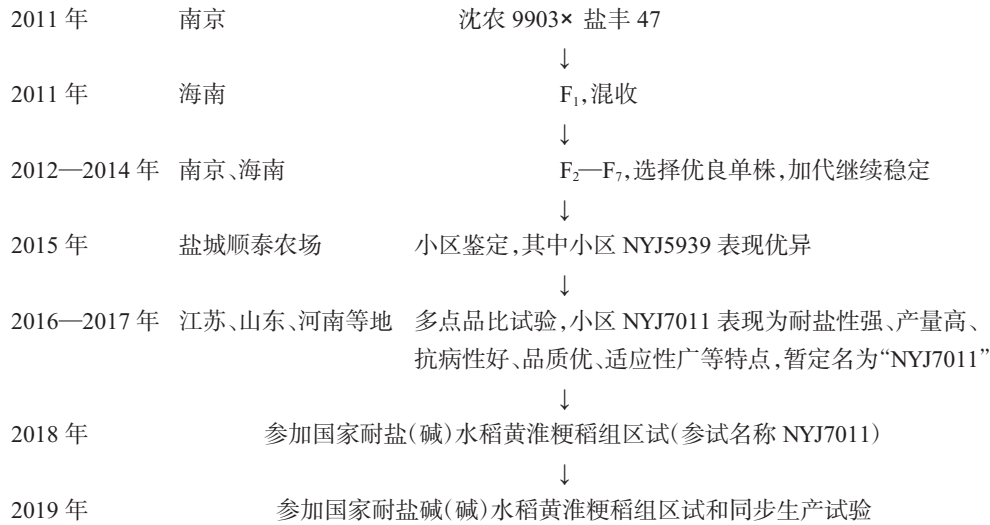 2011 年 南京 沈农 9903× 盐丰 47
↓
2011 年 海南 F₁,混收
↓
2012—2014 年 南京、海南 F₂—F₇,选择优良单株,加代继续稳定
↓
2015 年 盐城顺泰农场 小区鉴定,其中小区 NYJ5939 表现优异
↓
2016—2017 年 江苏、山东、河南等地 多点品比试验,小区 NYJ7011 表现为耐盐性强、产量高、
抗病性好、品质优、适应性广等特点,暂定名为“NYJ7011”
↓
2018 年 参加国家耐盐(碱)水稻黄淮粳稻组区试(参试名称 NYJ7011)
↓
2019 年 参加国家耐盐碱(碱)水稻黄淮粳稻组区试和同步生产试验